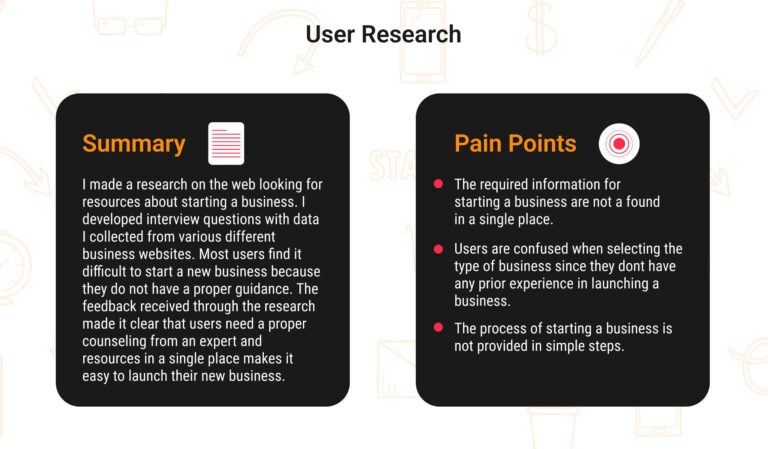 User Research
Summary
I made a research on the web looking for
resources about starting a business. I
developed interview questions with data
I collected from various different
business websites. Most users find it
difficult to start a new business because
they do not have a proper guidance. The
feedback received through the research
made it clear that users need a proper
counseling from an expert and
resources in a single place makes it
easy to launch their new business.
Pain Points
The required information for
starting a business are not a found
in a single place.
Users are confused when selecting the
type of business since they dont have
any prior experience in launching a
business.
The process of starting a business is
not provided in simple steps.